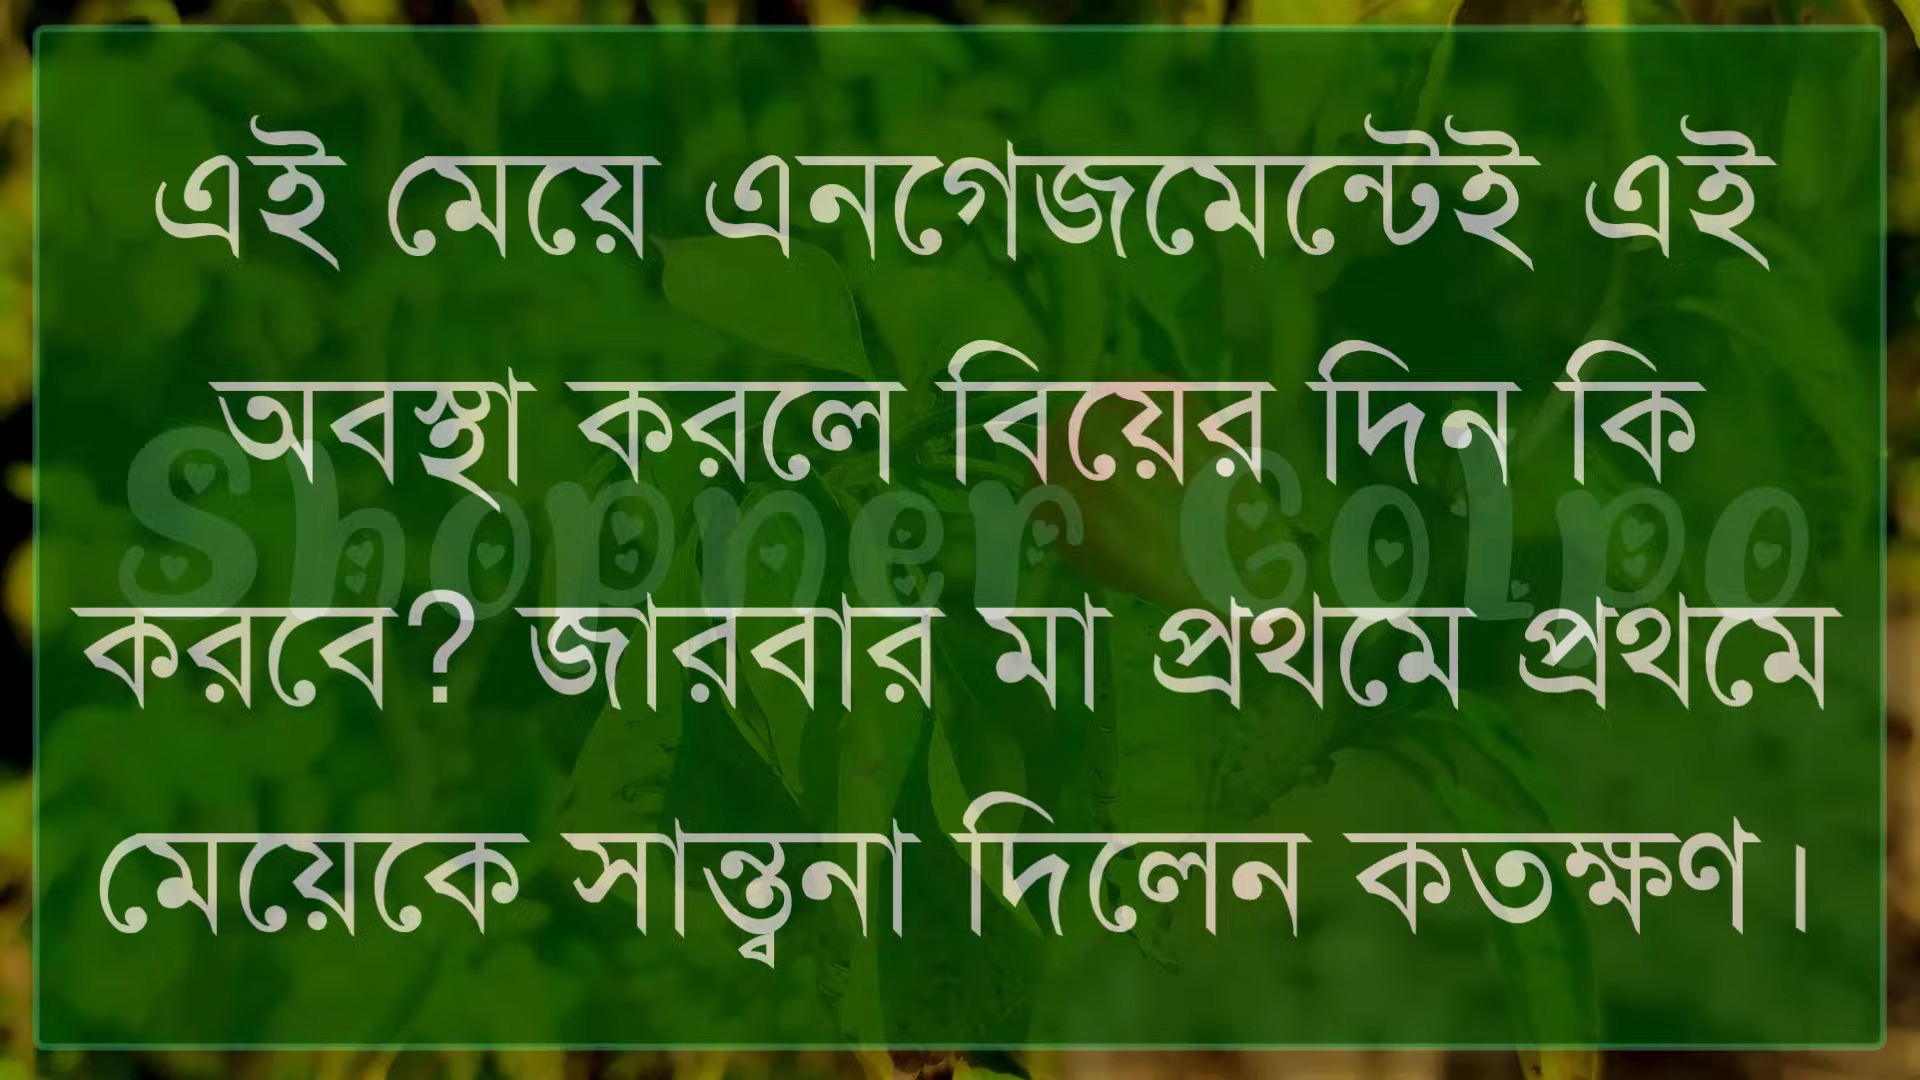 এই মেয়ে এনগেজমেন্টেই এই
অবস্থা করলে বিয়ের দিন কি
Shopner Golpo
করবে? জারবার মা প্রথমে প্রথমে
মেয়েকে সান্ত্বনা দিলেন কতক্ষণ।